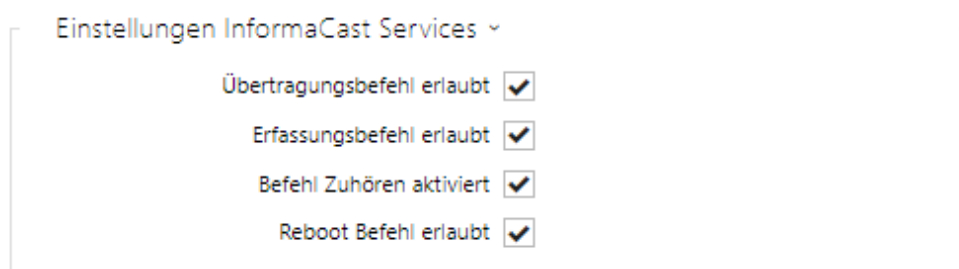 Einstellungen InformaCast Services
Übertragungsbefehl erlaubt
Erfassungsbefehl erlaubt
Befehl Zuhören aktiviert
Reboot Befehl erlaubt